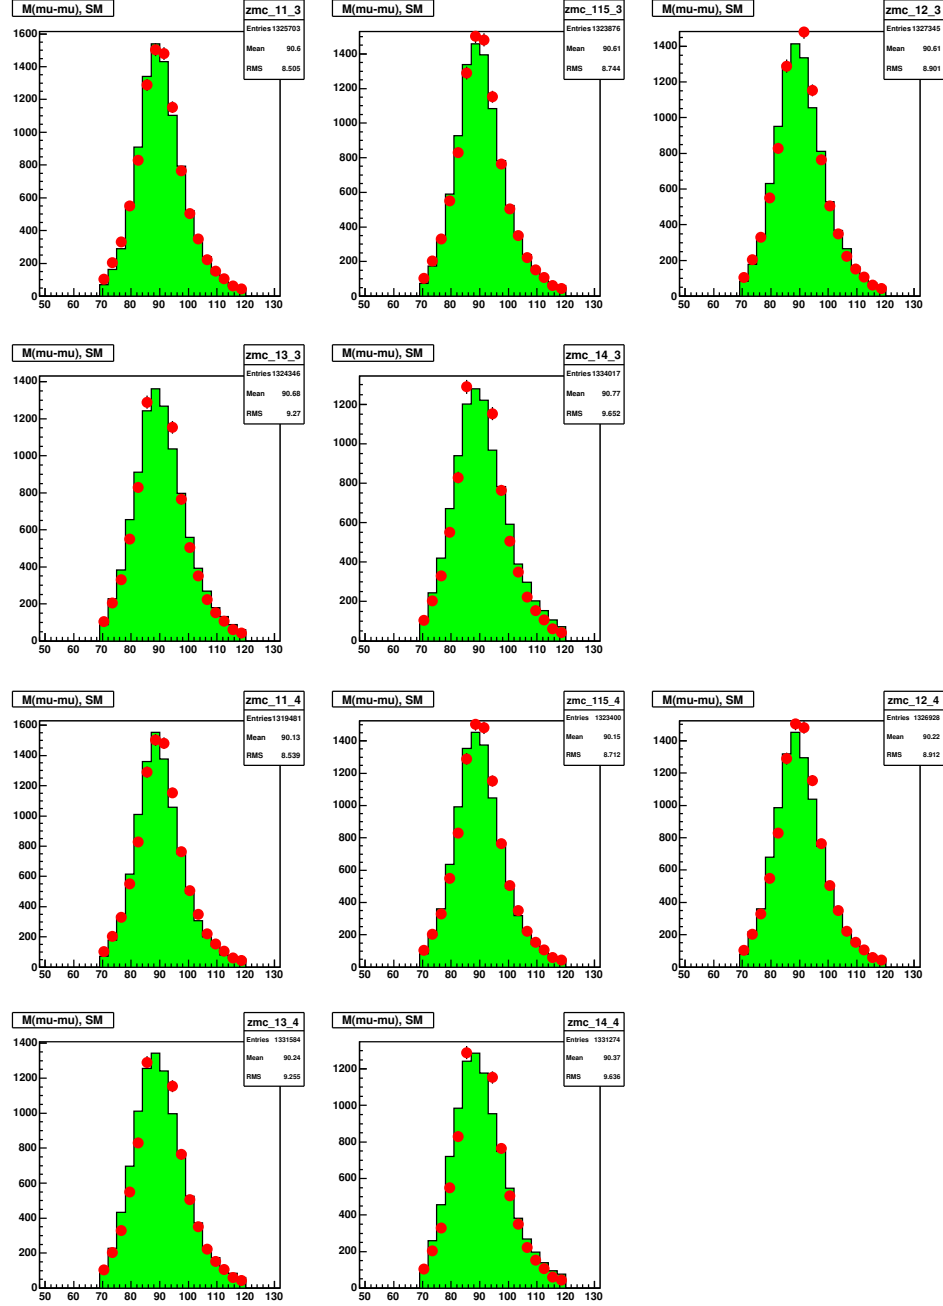 M(mu-mu), SM
zmc_11_3
Entries 1325703
Mean 90.6
RMS 8.505
1600
1400
1200
1000
800
600
400
200
0
50 60 70 80 90 100 110 120 130
M(mu-mu), SM
zmc_115_3
Entries 1323876
Mean 90.61
RMS 8.744
1400
1200
1000
800
600
400
200
0
50 60 70 80 90 100 110 120 130
M(mu-mu), SM
zmc_12_3
Entries 1327345
Mean 90.61
RMS 8.901
1400
1200
1000
800
600
400
200
0
50 60 70 80 90 100 110 120 130
M(mu-mu), SM
zmc_13_3
Entries 1324346
Mean 90.68
RMS 9.27
1400
1200
1000
800
600
400
200
0
50 60 70 80 90 100 110 120 130
M(mu-mu), SM
zmc_14_3
Entries 1334017
Mean 90.77
RMS 9.652
1200
1000
800
600
400
200
0
50 60 70 80 90 100 110 120 130
M(mu-mu), SM
zmc_11_4
Entries 1319481
Mean 90.13
RMS 8.539
1600
1400
1200
1000
800
600
400
200
0
50 60 70 80 90 100 110 120 130
M(mu-mu), SM
zmc_115_4
Entries 1323400
Mean 90.15
RMS 8.712
1400
1200
1000
800
600
400
200
0
50 60 70 80 90 100 110 120 130
M(mu-mu), SM
zmc_12_4
Entries 1326928
Mean 90.22
RMS 8.912
1400
1200
1000
800
600
400
200
0
50 60 70 80 90 100 110 120 130
M(mu-mu), SM
zmc_13_4
Entries 1331584
Mean 90.24
RMS 9.255
1400
1200
1000
800
600
400
200
0
50 60 70 80 90 100 110 120 130
M(mu-mu), SM
zmc_14_4
Entries 1331274
Mean 90.37
RMS 9.636
1200
1000
800
600
400
200
0
50 60 70 80 90 100 110 120 130